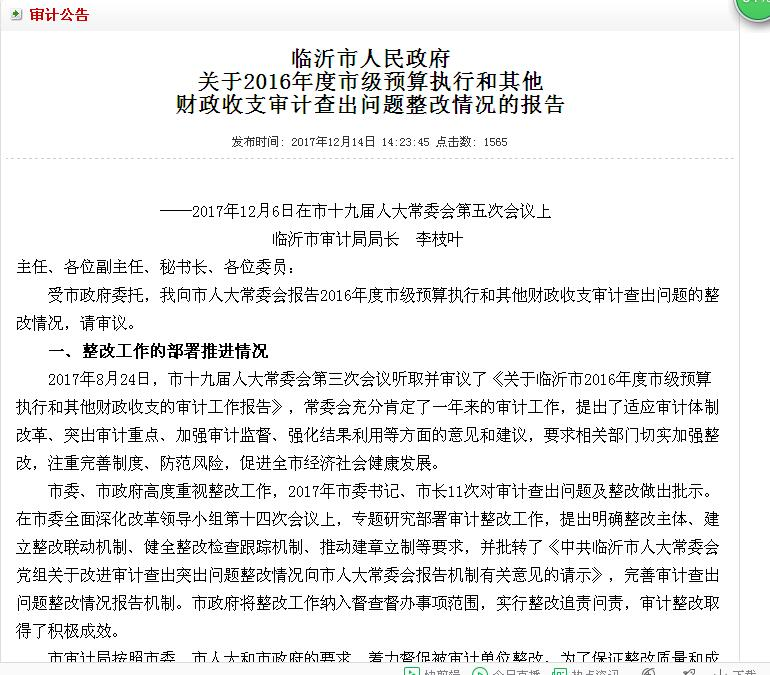 审计公告
临沂市人民政府
关于2016年度市级预算执行和其他
财政收支审计查出问题整改情况的报告
发布时间: 2017年12月14日 14:23:45 点击数: 1565
——2017年12月6日在市十九届人大常委会第五次会议上
临沂市审计局局长　李枝叶
主任、各位副主任、秘书长、各位委员:
受市政府委托，我向市人大常委会报告2016年度市级预算执行和其他财政收支审计查出问题的整
改情况，请审议。
一、整改工作的部署推进情况
2017年8月24日，市十九届人大常委会第三次会议听取并审议了《关于临沂市2016年度市级预算
执行和其他财政收支的审计工作报告》，常委会充分肯定了一年来的审计工作，提出了适应审计体制
改革、突出审计重点、加强审计监督、强化结果利用等方面的意见和建议，要求相关部门切实加强整
改，注重完善制度、防范风险，促进全市经济社会健康发展。
市委、市政府高度重视整改工作，2017年市委书记、市长11次对审计查出问题及整改做出批示。
在市委全面深化改革领导小组第十四次会议上，专题研究部署审计整改工作，提出明确整改主体、建
立整改联动机制、健全整改检查跟踪机制、推动建章立制等要求，并批转了《中共临沂市人大常委会
党组关于改进审计查出突出问题整改情况向市人大常委会报告机制有关意见的请示》，完善审计查出
问题整改情况报告机制。市政府将整改工作纳入督查督办事项范围，实行整改追责问责，审计整改取
得了积极成效。
市审计局按照市委、市人大和市政府的要求，着力督促被审计单位整改。为了保证整改质量和成
快剪辑 今日直播 热点资讯 下载